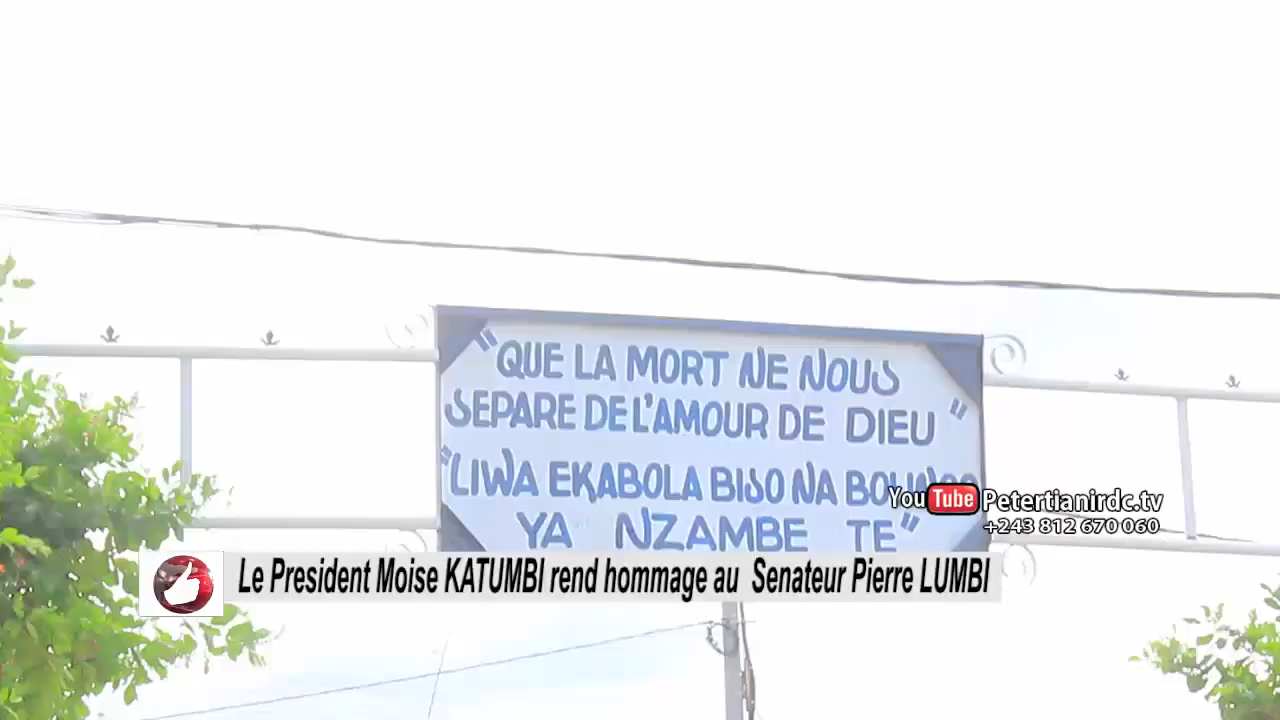 "QUE LA MORT NE NOUS
SEPARE DE L'AMOUR DE DIEU"
"LIWA EKABOLA BISO NA
YA NZAMBE TE"
YouTube Petertianirdc.tv
+243 812 670 060
Le President Moise KATUMBI rend hommage au Senateur Pierre LUMBI